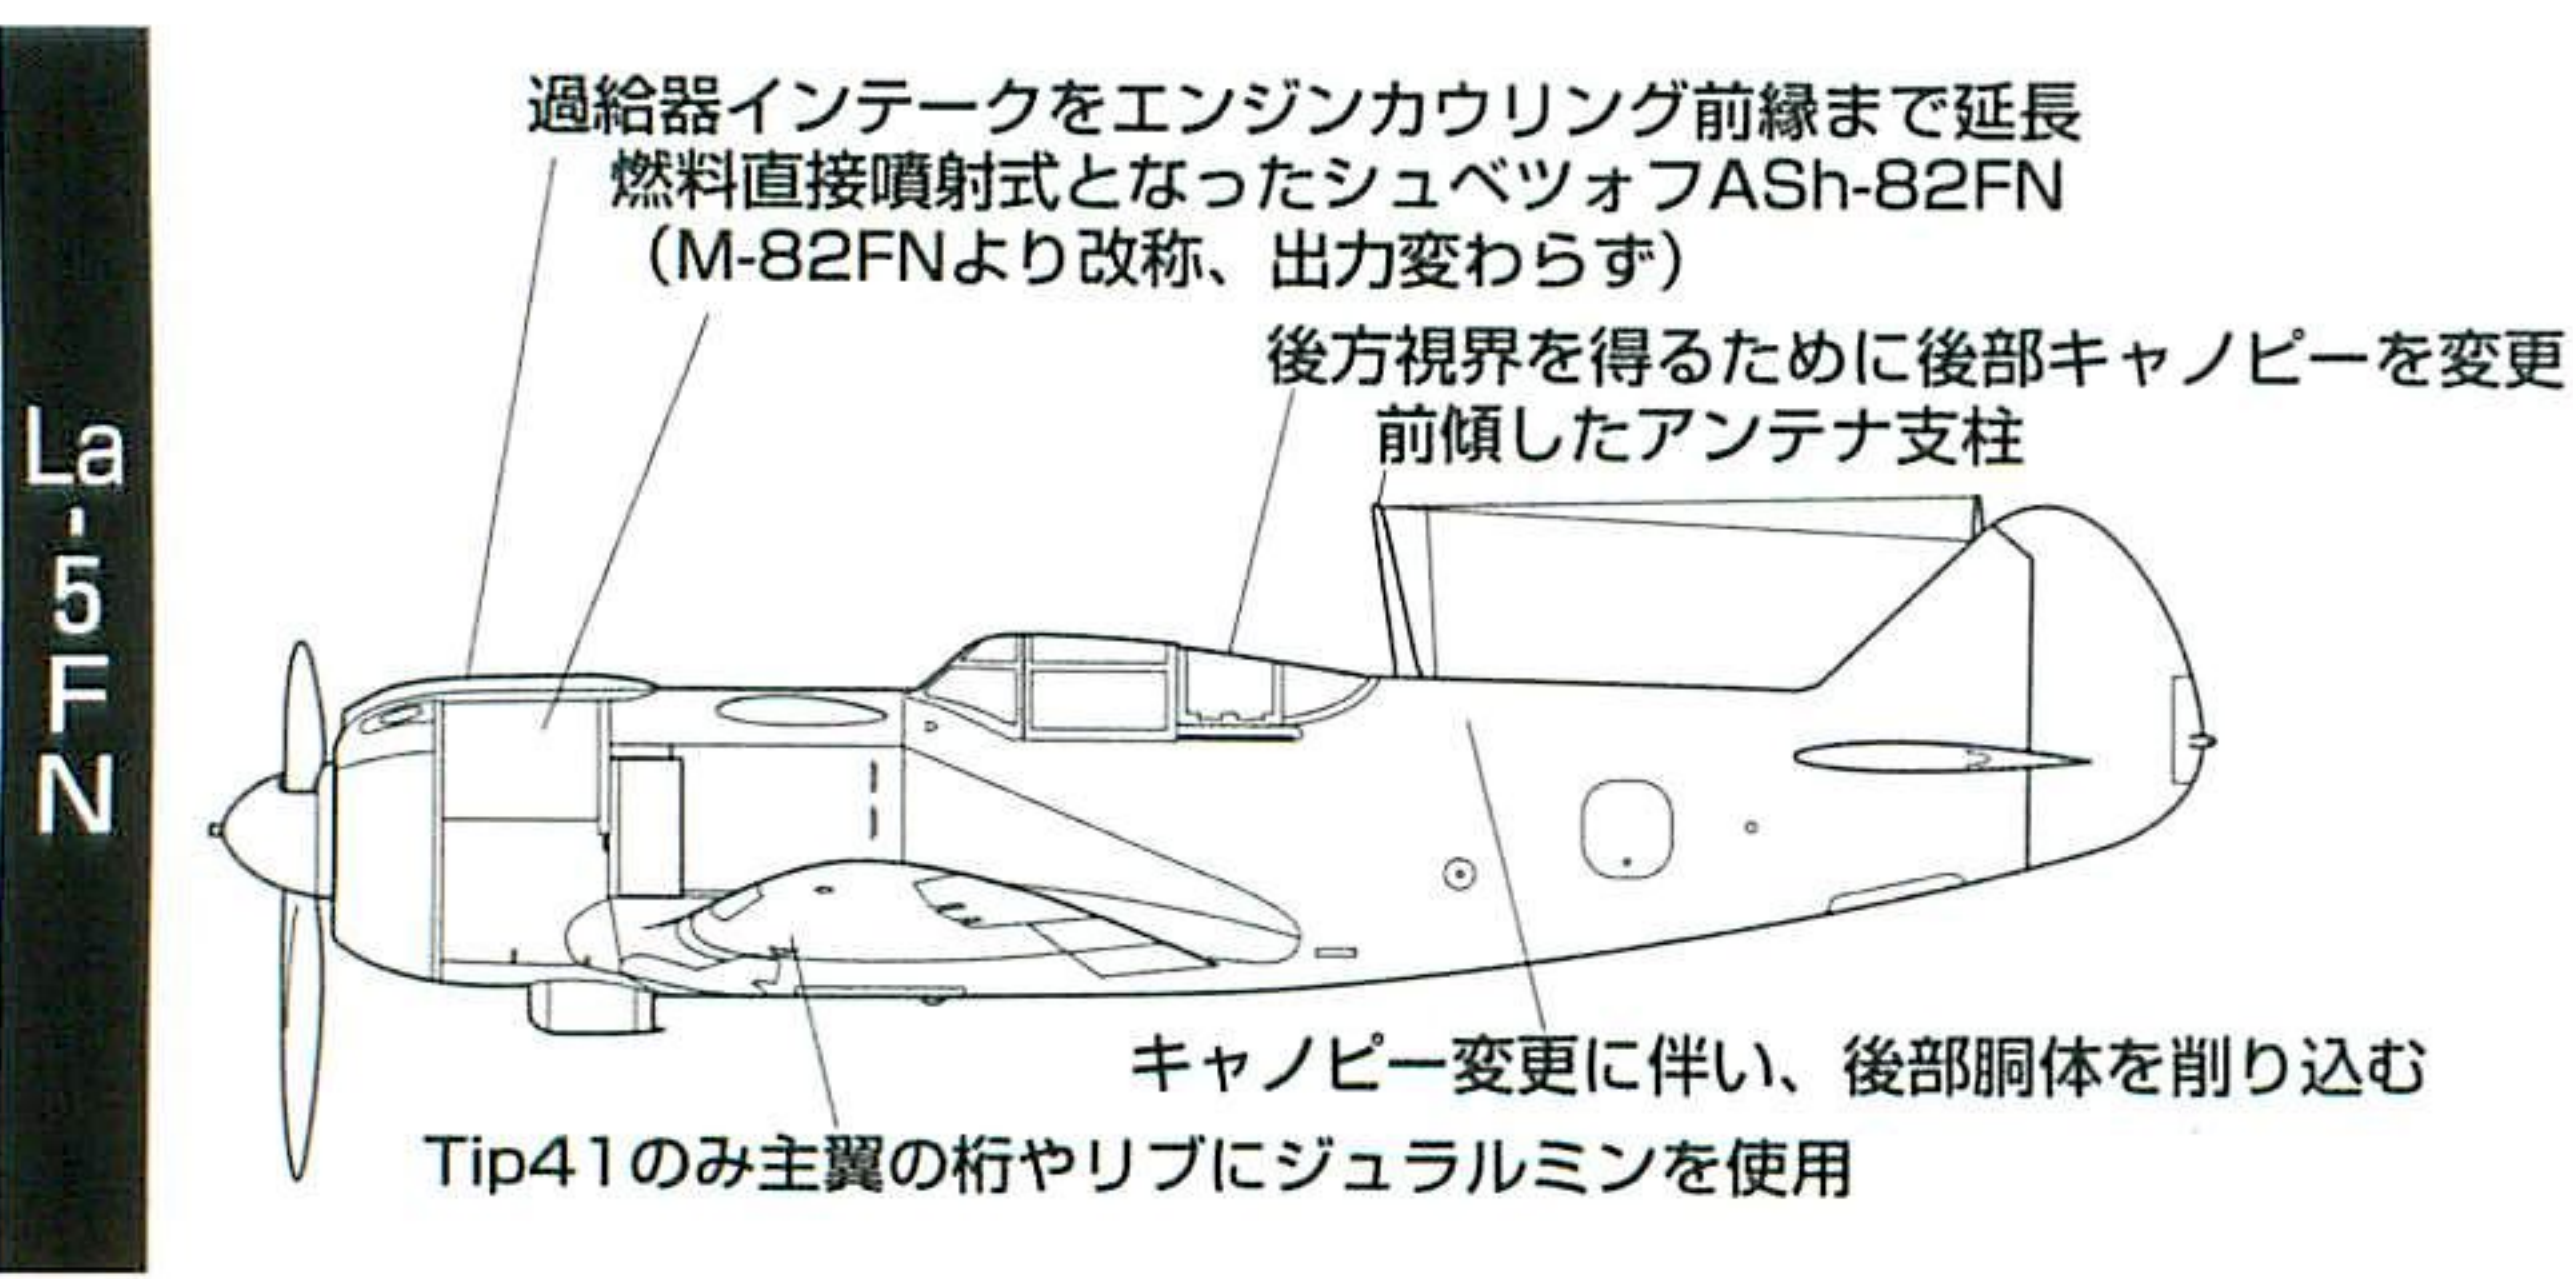 La-5FN
過給器インテークをエンジンカウリング前縁まで延長
燃料直接噴射式となったシュベツォフASh-82FN
（M-82FNより改称、出力変わらず）
後方視界を得るために後部キャノピーを変更
前傾したアンテナ支柱
キャノピー変更に伴い、後部胴体を削り込む
Tip41のみ主翼の桁やリブにジュラルミンを使用